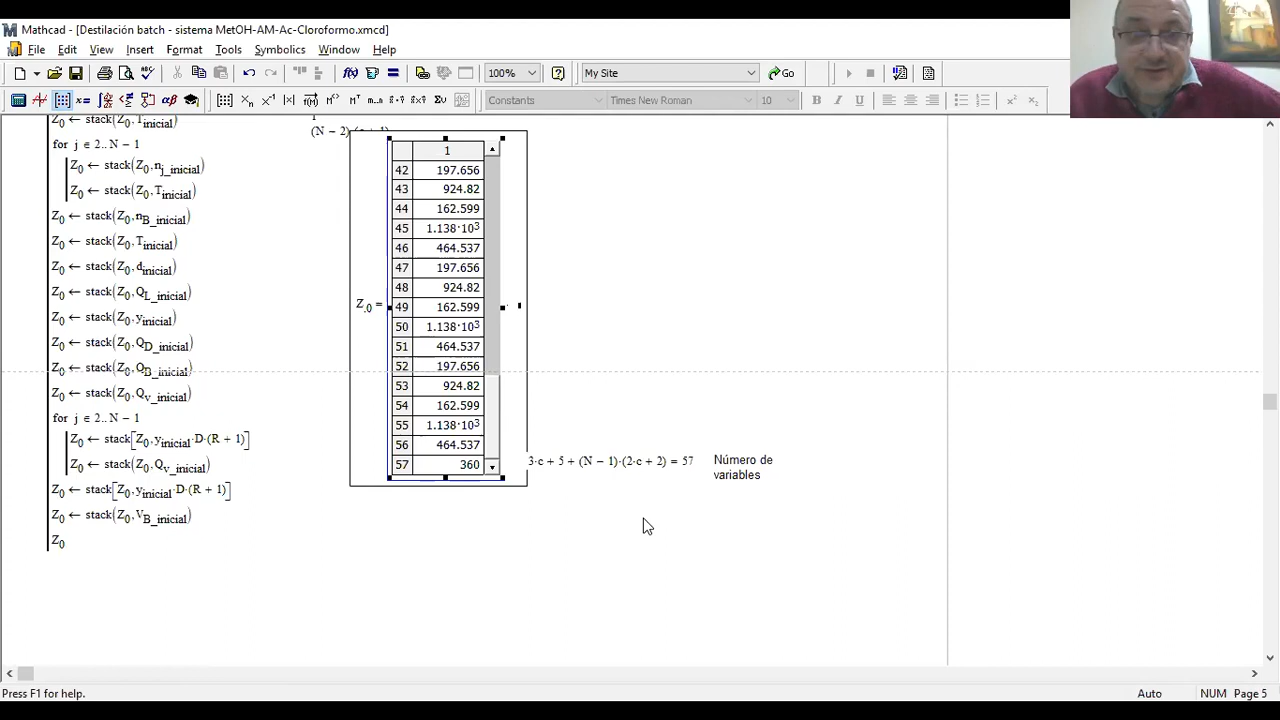 Mathcad - [Destilación batch - sistema MetOH-AM-Ac-Cloroformo.xmcd]
File Edit View Insert Format Tools Symbolics Window Help
100% My Site Go
Constants Times New Roman 10 B I U
Z0 ← stack(Z0, Tinicial)
(N − 2)·(c + 1)
for j ∈ 2.. N − 1
Z0 ← stack(Z0, nj_inicial)
Z0 ← stack(Z0, Tinicial)
Z0 ← stack(Z0, nB_inicial)
Z0 ← stack(Z0, Tinicial)
Z0 ← stack(Z0, dinicial)
Z0 ← stack(Z0, QL_inicial)
Z0 ← stack(Z0, yinicial)
Z0 ← stack(Z0, QD_inicial)
Z0 ← stack(Z0, QB_inicial)
Z0 ← stack(Z0, Qv_inicial)
for j ∈ 2.. N − 1
Z0 ← stack[Z0, yinicial·D·(R + 1)]
Z0 ← stack(Z0, Qv_inicial)
Z0 ← stack[Z0, yinicial·D·(R + 1)]
Z0 ← stack(Z0, VB_inicial)
Z0
Z.0 =
1
42 197.656
43 924.82
44 162.599
45 1.138·10³
46 464.537
47 197.656
48 924.82
49 162.599
50 1.138·10³
51 464.537
52 197.656
53 924.82
54 162.599
55 1.138·10³
56 464.537
57 360
3·c + 5 + (N − 1)·(2·c + 2) = 57
Número de
variables
Press F1 for help. Auto NUM Page 5